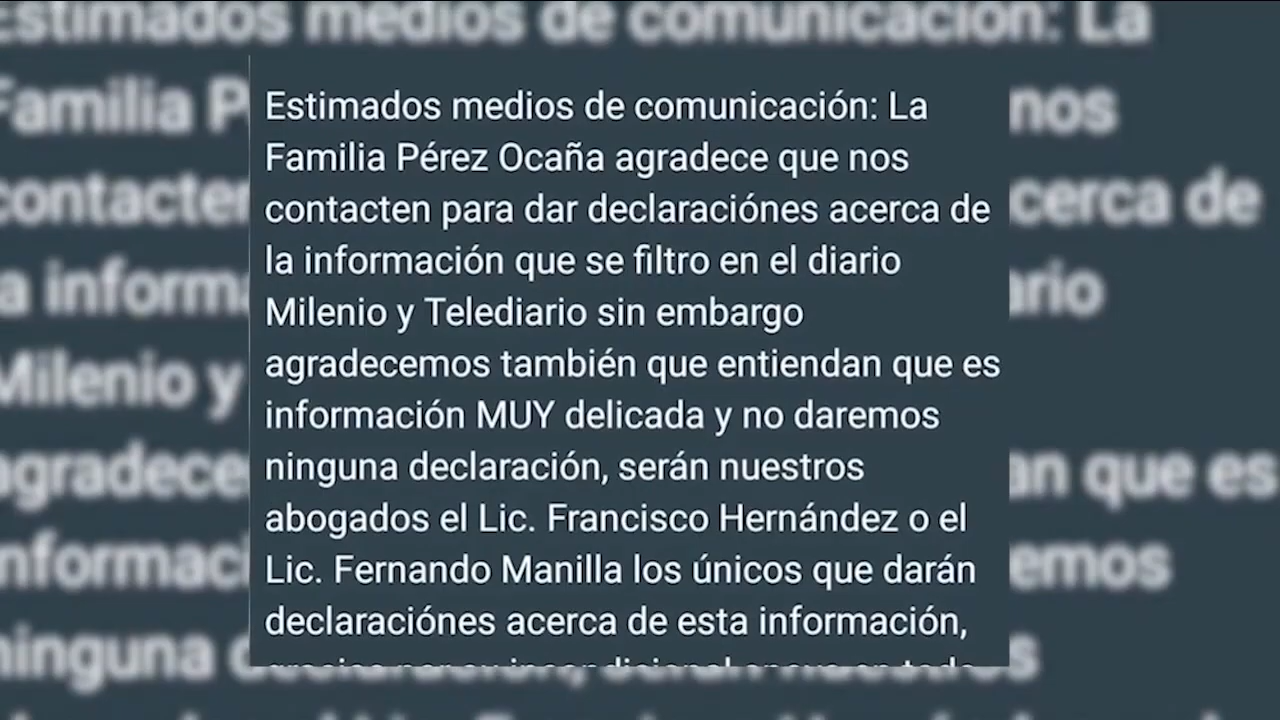 Estimados medios de comunicación: La
Familia Pérez Ocaña agradece que nos
contacten para dar declaraciónes acerca de
la información que se filtro en el diario
Milenio y Telediario sin embargo
agradecemos también que entiendan que es
información MUY delicada y no daremos
ninguna declaración, serán nuestros
abogados el Lic. Francisco Hernández o el
Lic. Fernando Manilla los únicos que darán
declaraciónes acerca de esta información,